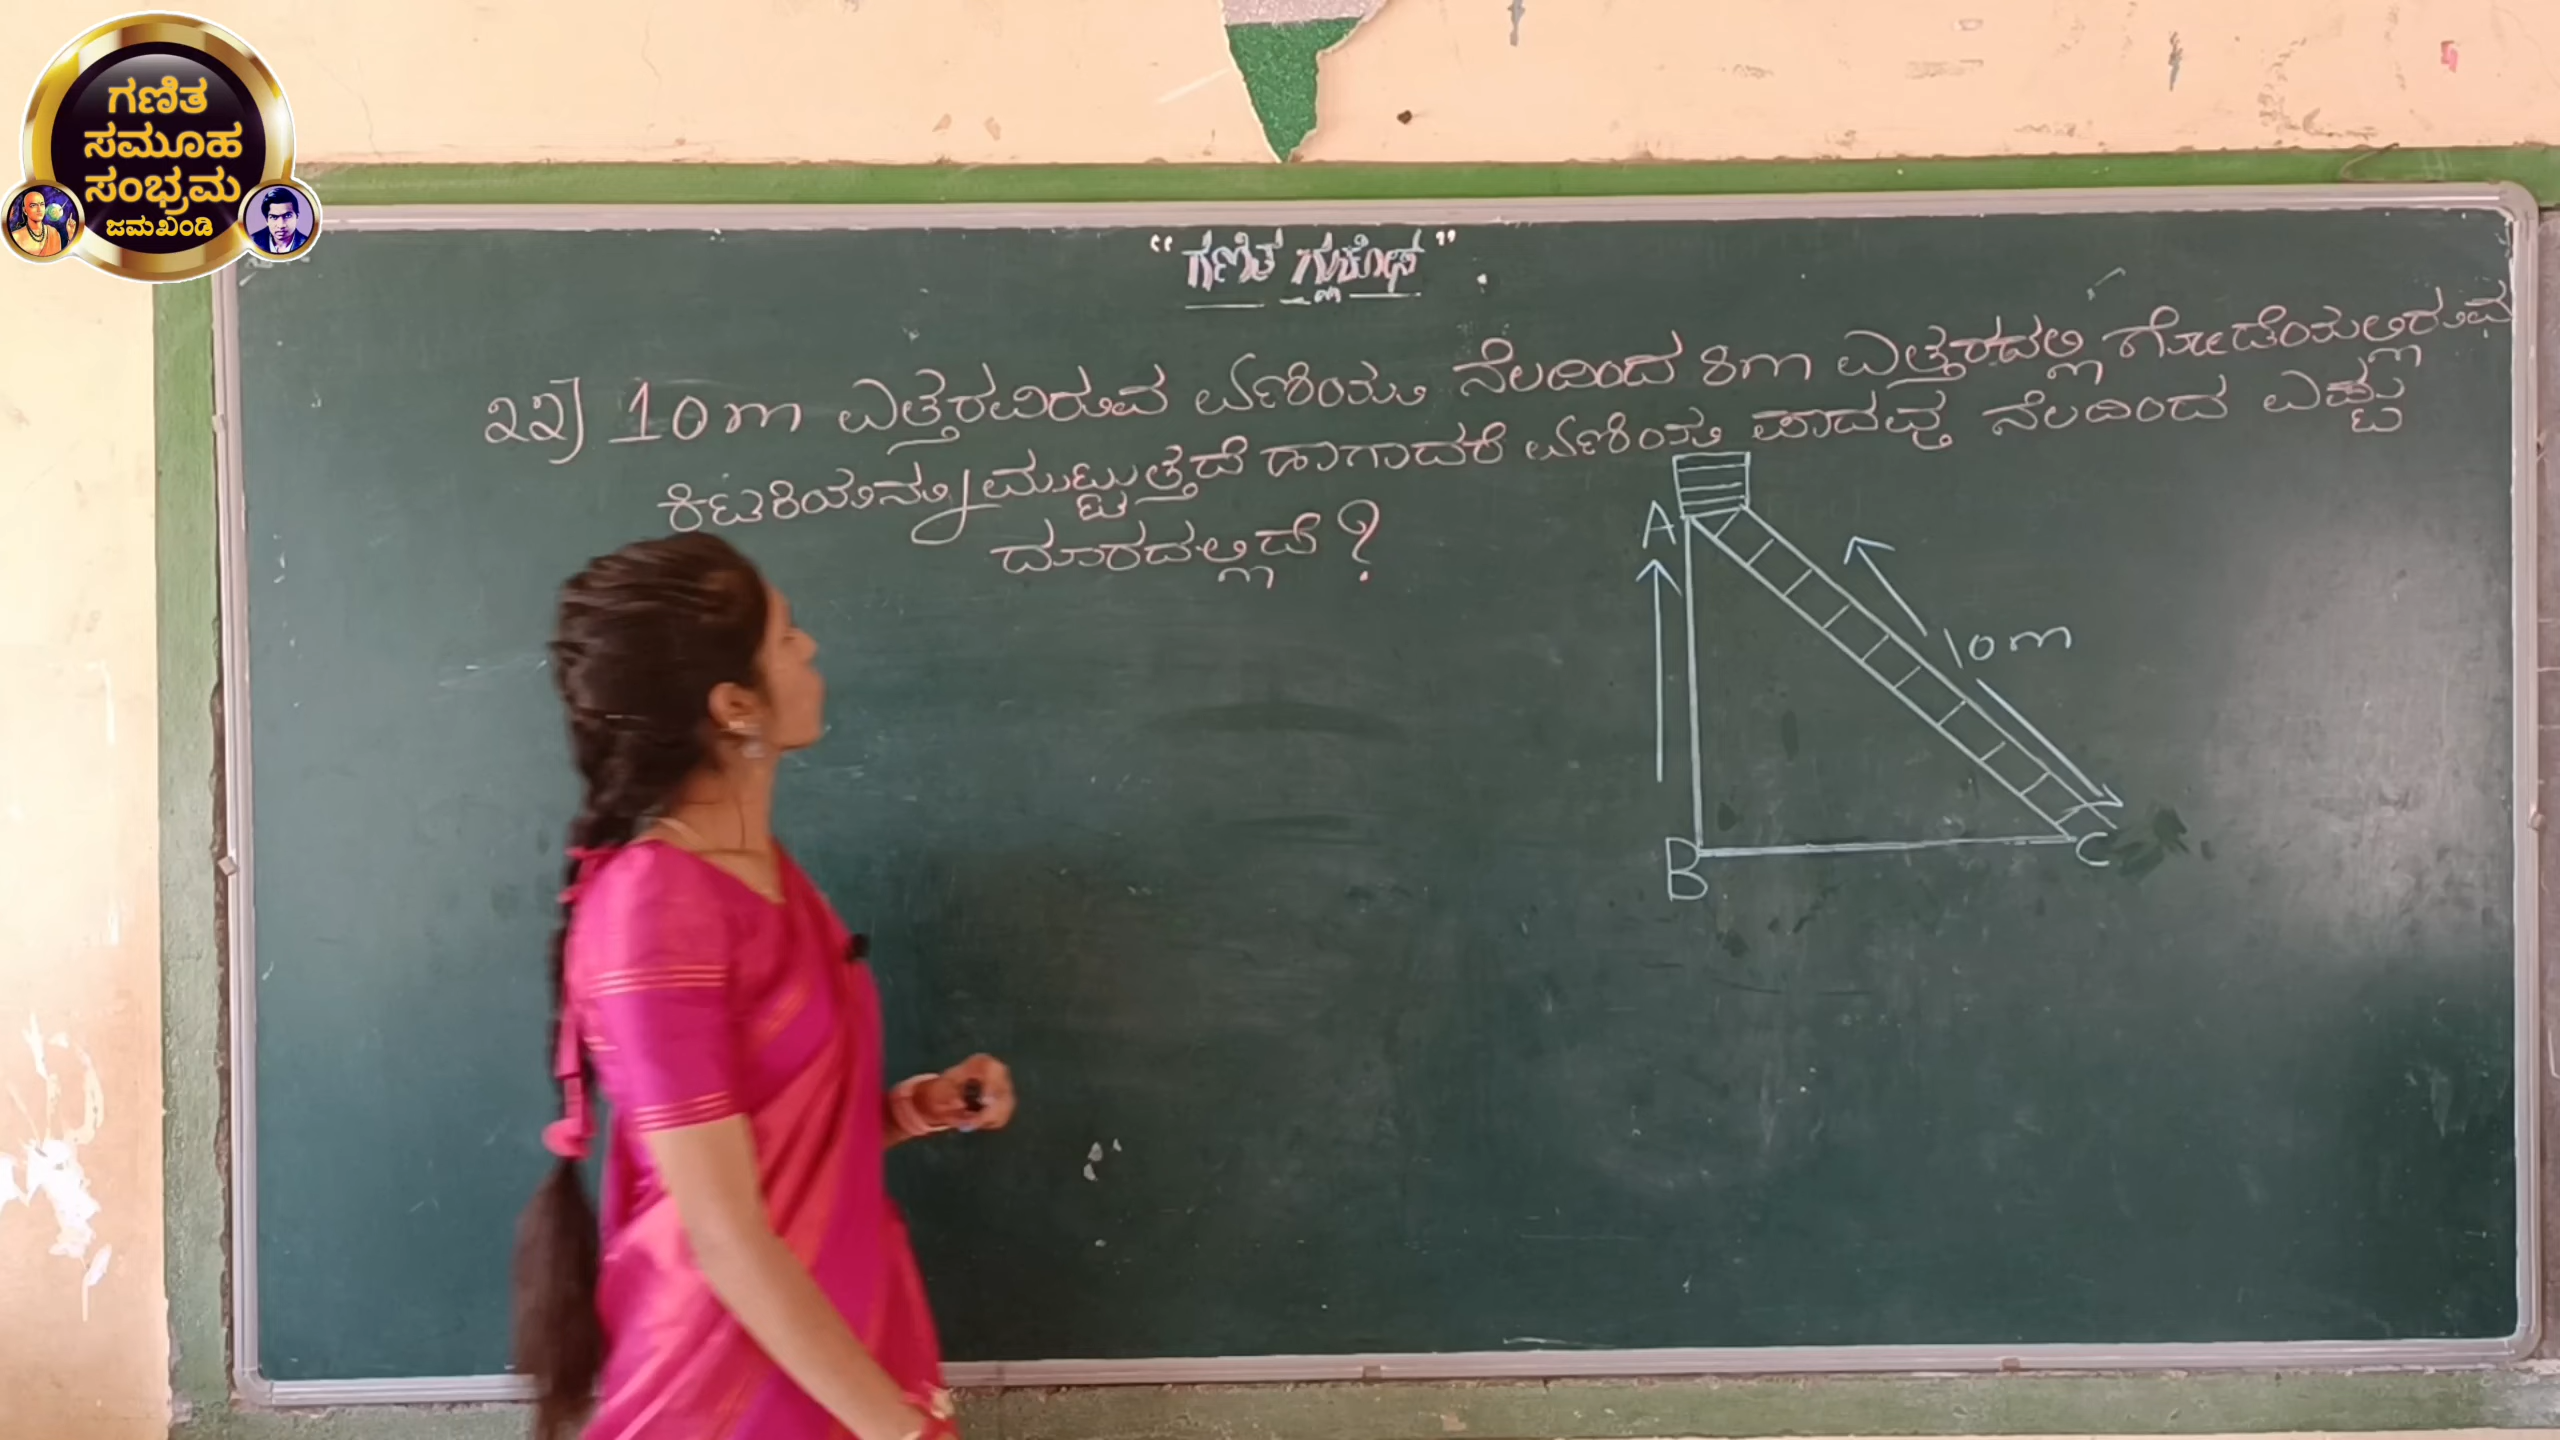 ಗಣಿತ
ಸಮೂಹ
ಸಂಭ್ರಮ
ಜಮಖಂಡಿ
"ಗಣಿತ ಗ್ಲುಕೋಸ್".
೩೩] 10m ಎತ್ತರವಿರುವ ಏಣಿಯು ನೆಲದಿಂದ 8m ಎತ್ತರದಲ್ಲಿ ಗೋಡೆಯಲ್ಲಿರುವ
ಕಿಟಕಿಯನ್ನು ಮುಟ್ಟುತ್ತದೆ ಹಾಗಾದರೆ ಏಣಿಯ ಪಾದವು ನೆಲದಿಂದ ಎಷ್ಟು
ದೂರದಲ್ಲಿದೆ?
A
10m
B
C